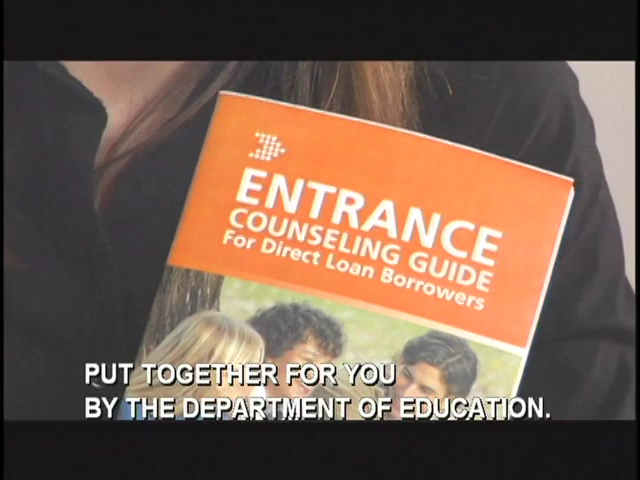 ENTRANCE
COUNSELING GUIDE
For Direct Loan Borrowers
PUT TOGETHER FOR YOU
BY THE DEPARTMENT OF EDUCATION.